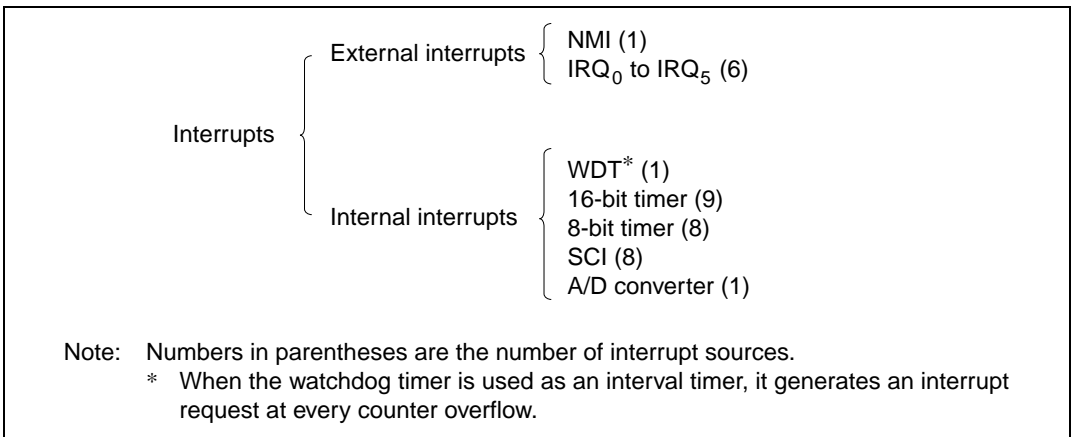 External interrupts
NMI (1)
IRQ0 to IRQ5 (6)
Interrupts
Internal interrupts
WDT* (1)
16-bit timer (9)
8-bit timer (8)
SCI (8)
A/D converter (1)
Note: Numbers in parentheses are the number of interrupt sources.
* When the watchdog timer is used as an interval timer, it generates an interrupt
request at every counter overflow.